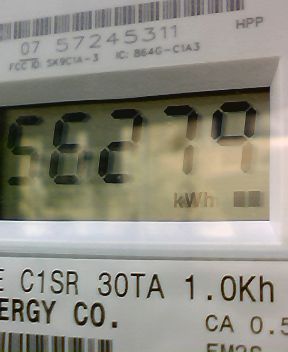 HPP
07 57245311
FCC ID: SK9C1A-3 IC: 864G-C1A3
56279
kWh
E C1SR 30TA 1.0Kh
ERGY CO.
CA 0.5